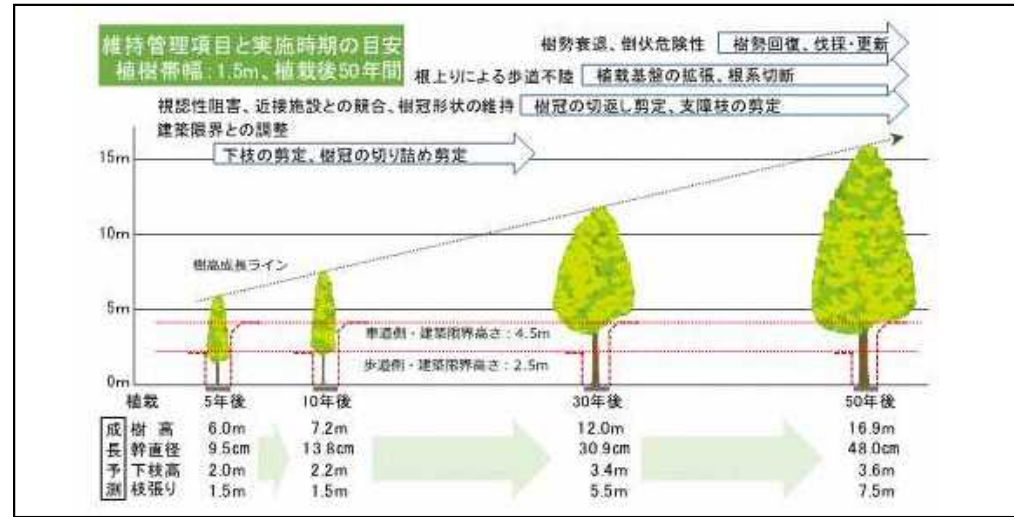 維持管理項目と実施時期の目安
植樹帯幅:1.5m、植栽後50年間
樹勢衰退、倒伏危険性 樹勢回復、伐採・更新
根上りによる歩道不陸 植栽基盤の拡張、根系切断
視認性阻害、近接施設との競合、樹冠形状の維持 樹冠の切返し剪定、支障枝の剪定
建築限界との調整
下枝の剪定、樹冠の切り詰め剪定
15m
10m
樹高成長ライン
5m
車道側・建築限界高さ:4.5m
歩道側・建築限界高さ:2.5m
0m
植栽 5年後 10年後 30年後 50年後
成 樹 高 6.0m 7.2m 12.0m 16.9m
長 幹直径 9.5cm 13.8cm 30.9cm 48.0cm
予 下枝高 2.0m 2.2m 3.4m 3.6m
測 枝張り 1.5m 1.5m 5.5m 7.5m